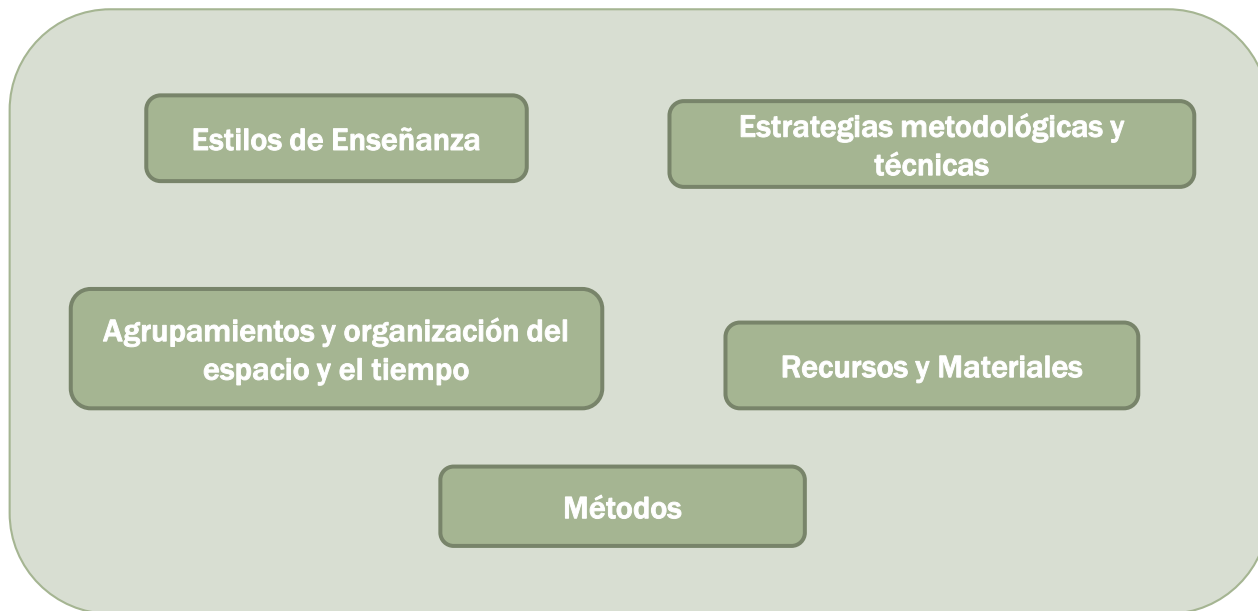 Estilos de Enseñanza
Estrategias metodológicas y
técnicas
Agrupamientos y organización del
espacio y el tiempo
Recursos y Materiales
Métodos